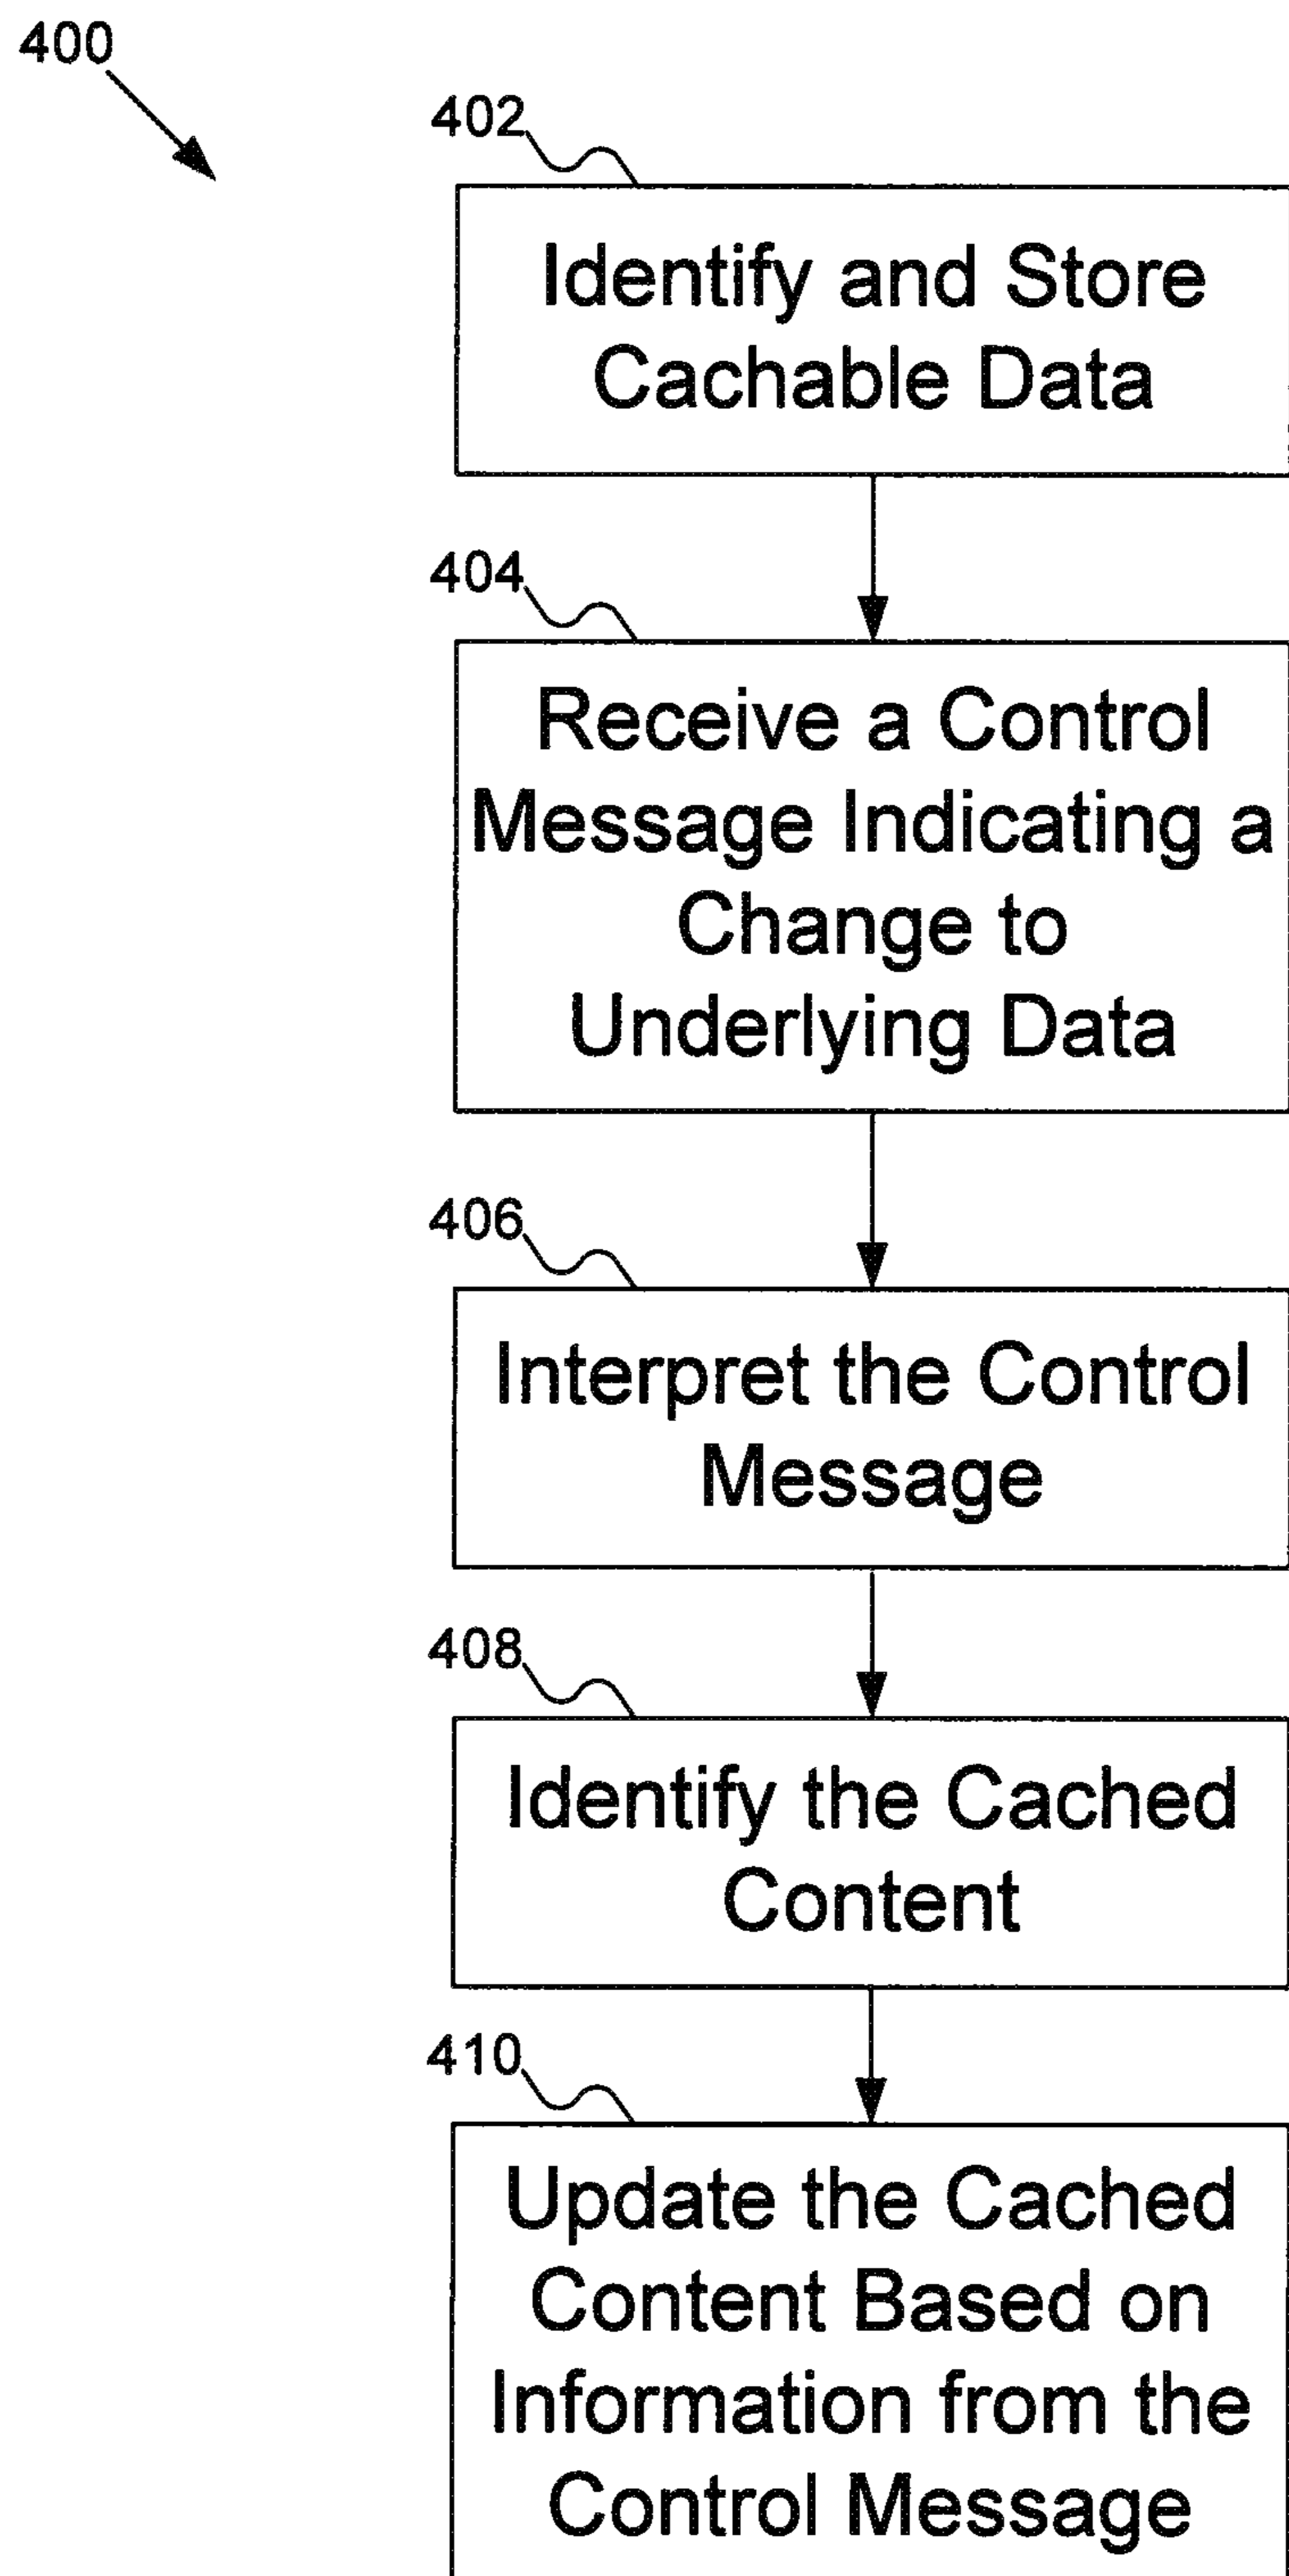 400
402
Identify and Store
Cachable Data
404
Receive a Control
Message Indicating a
Change to
Underlying Data
406
Interpret the Control
Message
408
Identify the Cached
Content
410
Update the Cached
Content Based on
Information from the
Control Message